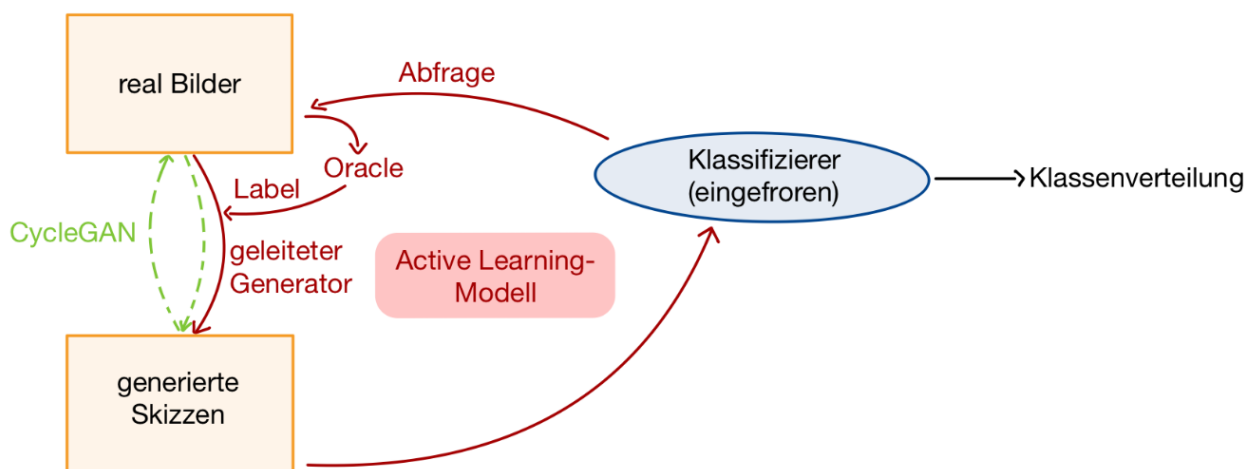 real Bilder
Abfrage
Oracle
Label
Klassifizierer
(eingefroren)
Klassenverteilung
CycleGAN
geleiteter
Generator
Active Learning-
Modell
generierte
Skizzen